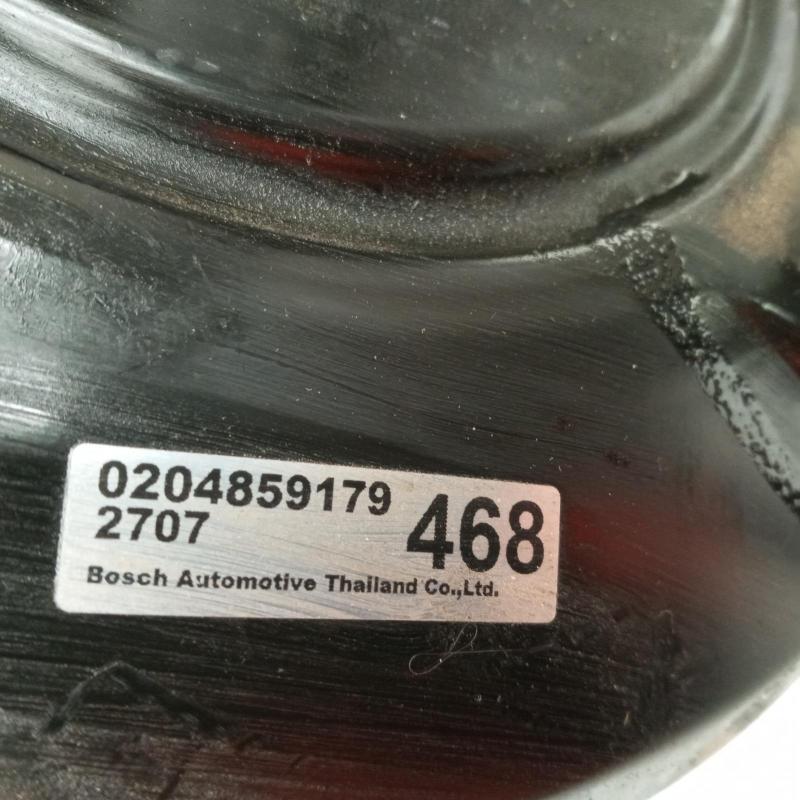 0204859179
2707
468
Bosch Automotive Thailand Co.,Ltd.